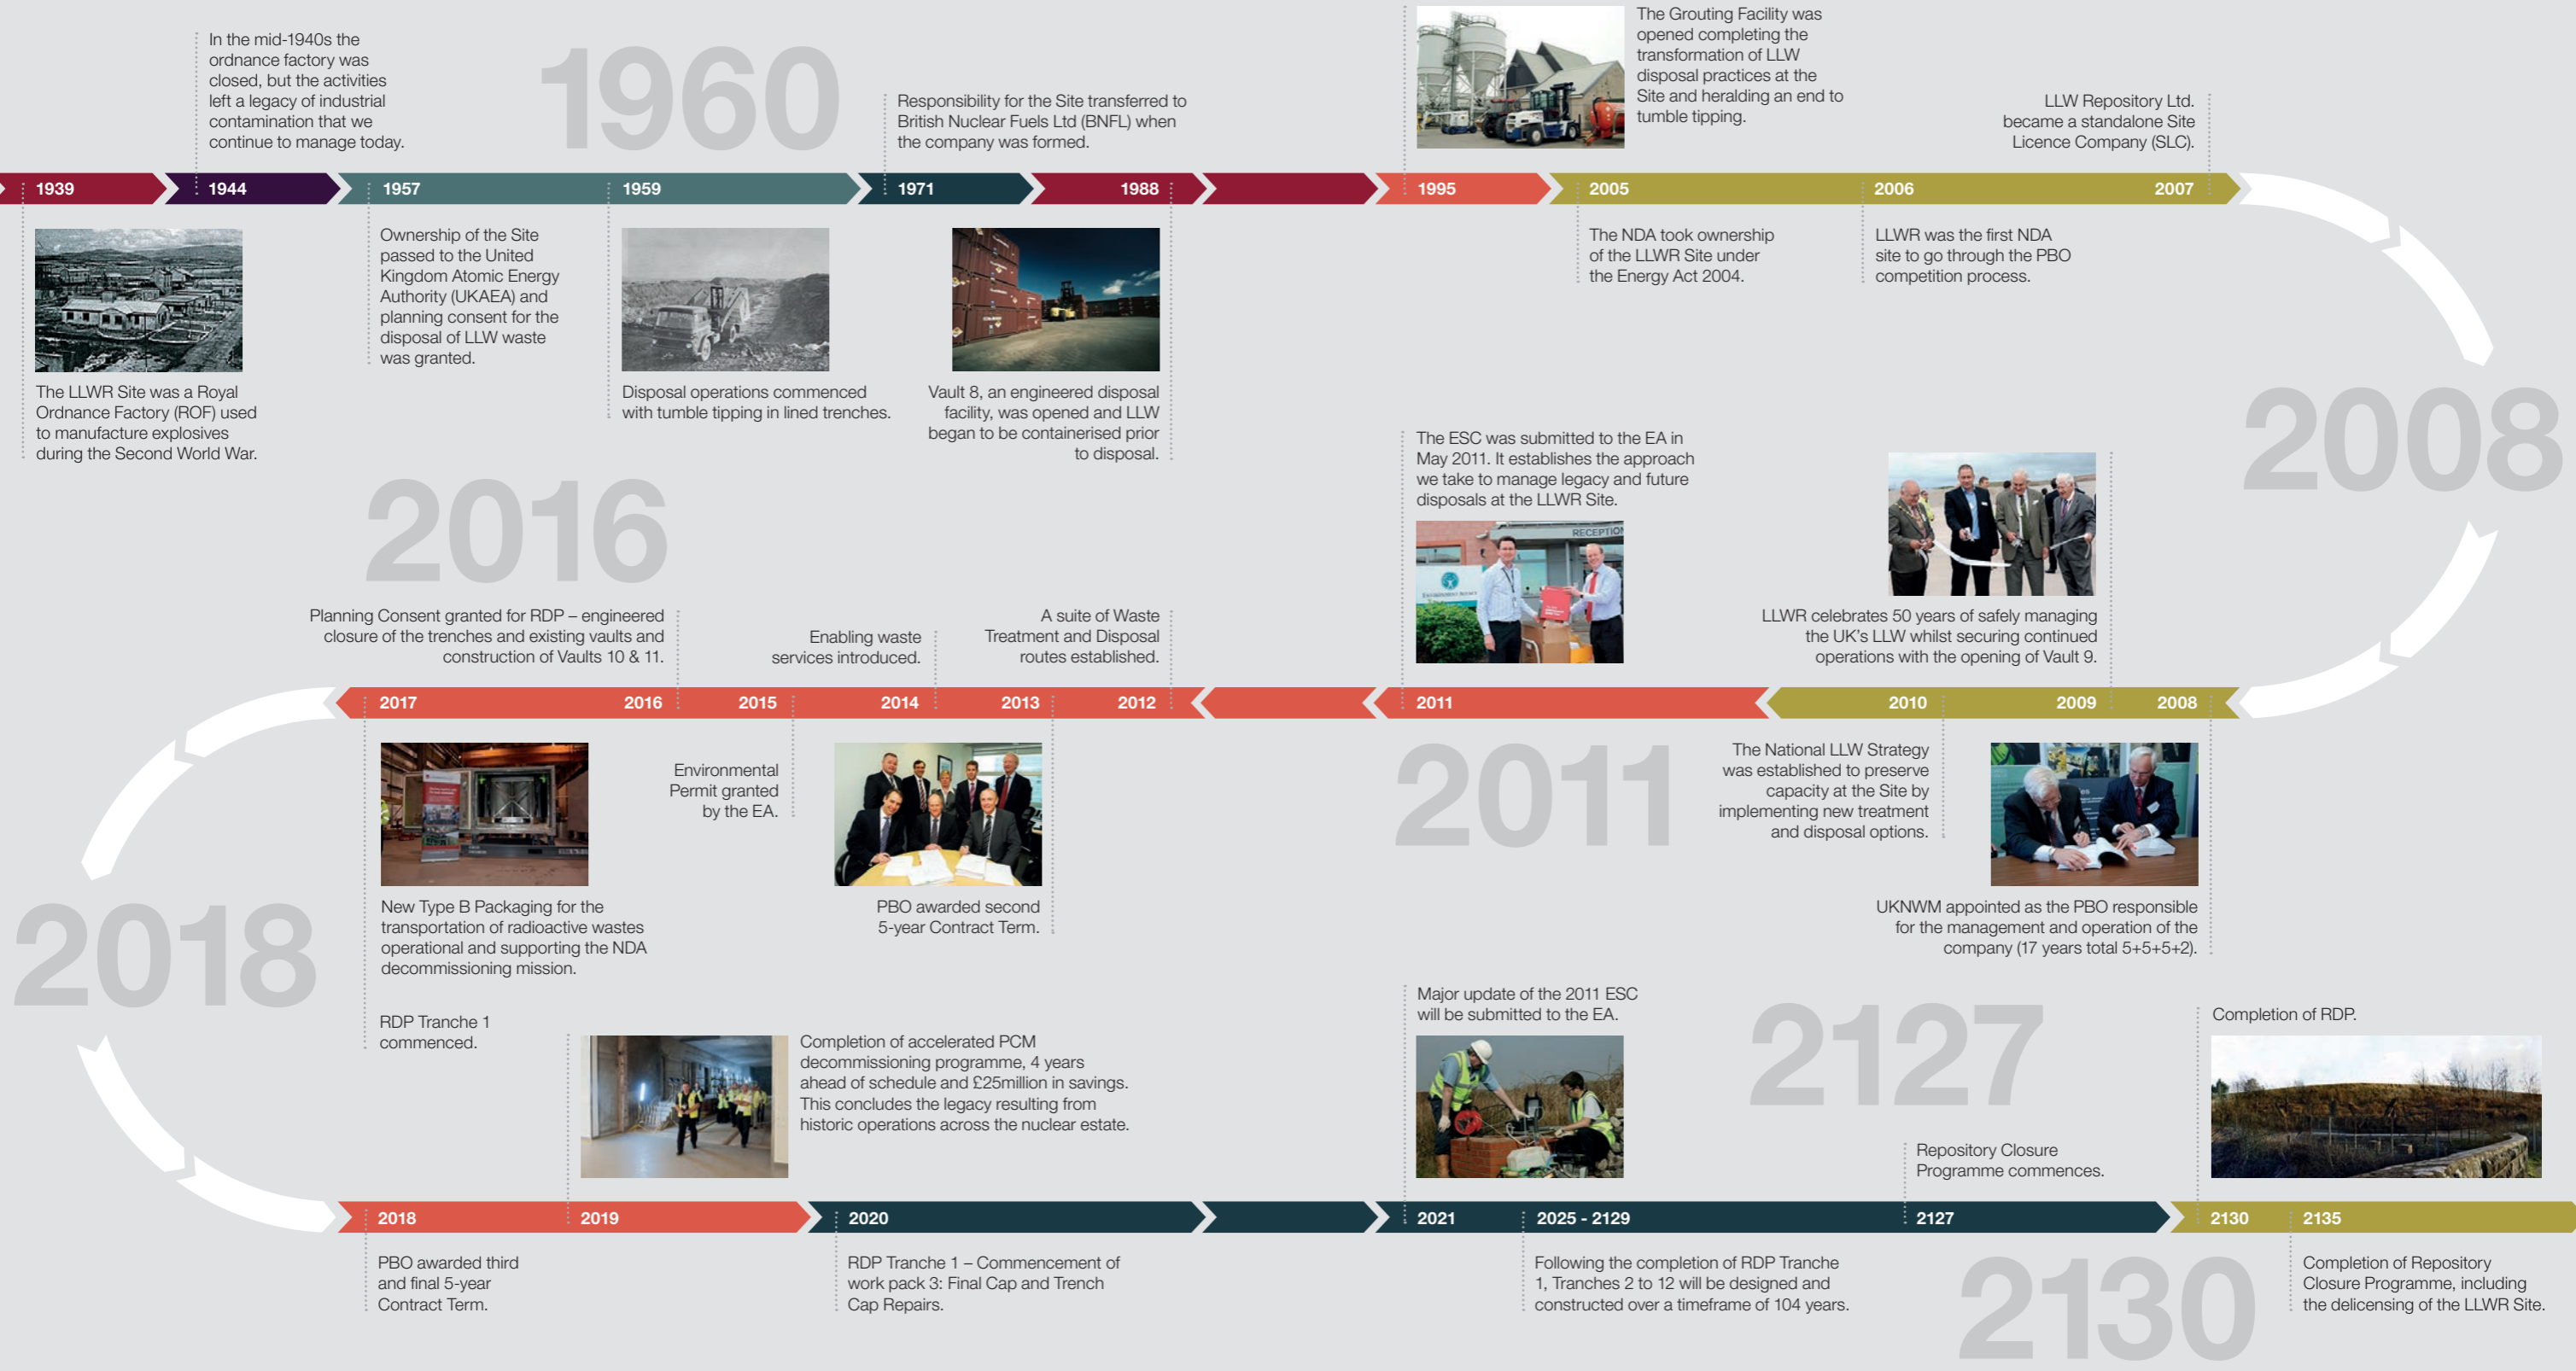 In the mid-1940s the
ordnance factory was
closed, but the activities
left a legacy of industrial
contamination that we
continue to manage today.
1960
Responsibility for the Site transferred to
British Nuclear Fuels Ltd (BNFL) when
the company was formed.
The Grouting Facility was
opened completing the
transformation of LLW
disposal practices at the
Site and heralding an end to
tumble tipping.
LLW Repository Ltd.
became a standalone Site
Licence Company (SLC).
1939
1944
1957
1959
1971
1988
1995
2005
2006
2007
The LLWR Site was a Royal
Ordnance Factory (ROF) used
to manufacture explosives
during the Second World War.
Ownership of the Site
passed to the United
Kingdom Atomic Energy
Authority (UKAEA) and
planning consent for the
disposal of LLW waste
was granted.
Disposal operations commenced
with tumble tipping in lined trenches.
Vault 8, an engineered disposal
facility, was opened and LLW
began to be containerised prior
to disposal.
The NDA took ownership
of the LLWR Site under
the Energy Act 2004.
LLWR was the first NDA
site to go through the PBO
competition process.
2008
2016
Planning Consent granted for RDP – engineered
closure of the trenches and existing vaults and
construction of Vaults 10 & 11.
Enabling waste
services introduced.
A suite of Waste
Treatment and Disposal
routes established.
The ESC was submitted to the EA in
May 2011. It establishes the approach
we take to manage legacy and future
disposals at the LLWR Site.
RECEPTION
LLWR celebrates 50 years of safely managing
the UK's LLW whilst securing continued
operations with the opening of Vault 9.
2017
2016
2015
2014
2013
2012
2011
2010
2009
2008
New Type B Packaging for the
transportation of radioactive wastes
operational and supporting the NDA
decommissioning mission.
RDP Tranche 1
commenced.
Environmental
Permit granted
by the EA.
PBO awarded second
5-year Contract Term.
2011
The National LLW Strategy
was established to preserve
capacity at the Site by
implementing new treatment
and disposal options.
UKNWM appointed as the PBO responsible
for the management and operation of the
company (17 years total 5+5+5+2).
2018
Completion of accelerated PCM
decommissioning programme, 4 years
ahead of schedule and £25million in savings.
This concludes the legacy resulting from
historic operations across the nuclear estate.
Major update of the 2011 ESC
will be submitted to the EA.
2127
Repository Closure
Programme commences.
Completion of RDP.
2018
2019
2020
2021
2025 - 2129
2127
2130
2135
PBO awarded third
and final 5-year
Contract Term.
RDP Tranche 1 – Commencement of
work pack 3: Final Cap and Trench
Cap Repairs.
Following the completion of RDP Tranche
1, Tranches 2 to 12 will be designed and
constructed over a timeframe of 104 years.
2130
Completion of Repository
Closure Programme, including
the delicensing of the LLWR Site.